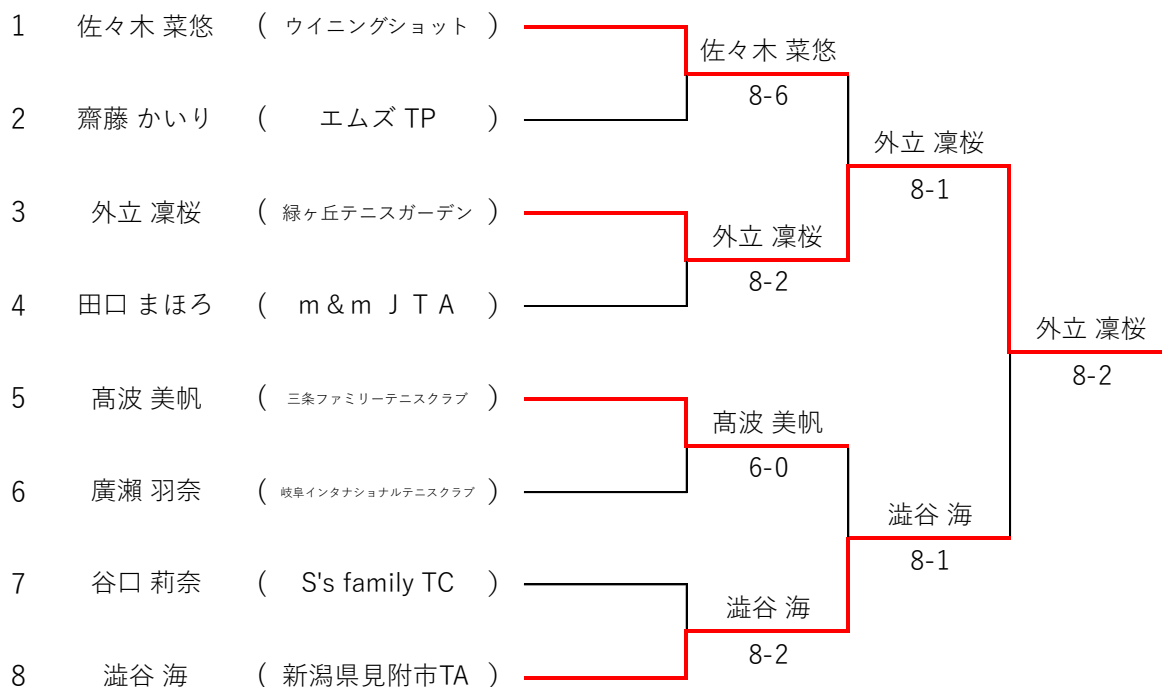 1 佐々木 菜悠 ( ウイニングショット )
佐々木 菜悠
8-6
2 齋藤 かいり ( エムズ TP )
外立 凜桜
8-1
3 外立 凜桜 ( 緑ヶ丘テニスガーデン )
外立 凜桜
8-2
4 田口 まほろ ( ｍ＆ｍ ＪＴＡ )
外立 凜桜
8-2
5 髙波 美帆 ( 三条ファミリーテニスクラブ )
髙波 美帆
6-0
6 廣瀨 羽奈 ( 岐阜インタナショナルテニスクラブ )
澁谷 海
8-1
7 谷口 莉奈 ( S's family TC )
澁谷 海
8-2
8 澁谷 海 ( 新潟県見附市TA )